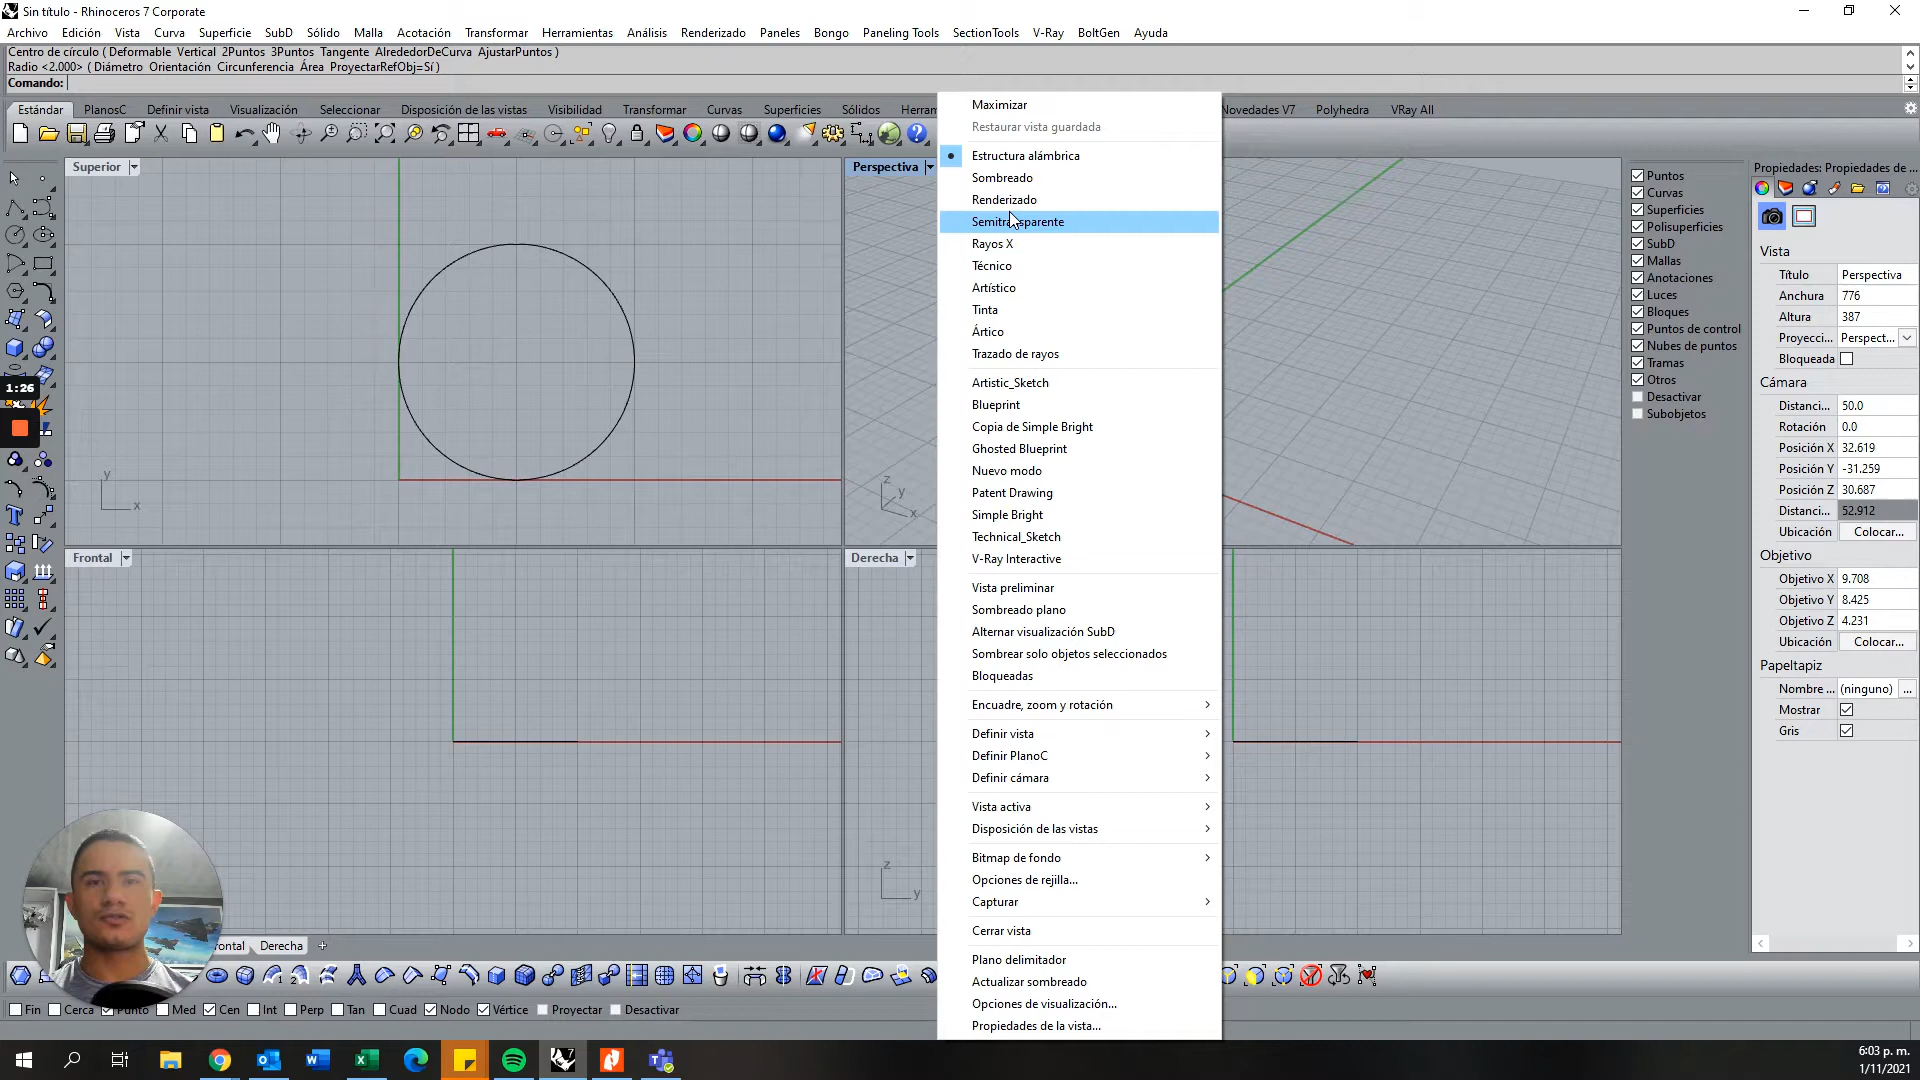 Sin título - Rhinoceros 7 Corporate
Archivo Edición Vista Curva Superficie SubD Sólido Malla Acotación Transformar Herramientas Análisis Renderizado Paneles Bongo Paneling Tools SectionTools V-Ray BoltGen Ayuda
Centro de círculo ( Deformable Vertical 2Puntos 3Puntos Tangente AlrededorDeCurva AjustarPuntos )
Radio <2.000> ( Diámetro Orientación Circunferencia Área ProyectarRefObj=Sí )
Comando:
Estándar PlanosC Definir vista Visualización Seleccionar Disposición de las vistas Visibilidad Transformar Curvas Superficies Sólidos Novedades V7 Polyhedra VRay All
Superior
Perspectiva
Frontal
Derecha
y
x
z
y
x
z
y
Maximizar
Restaurar vista guardada
Estructura alámbrica
Sombreado
Renderizado
Semitransparente
Rayos X
Técnico
Artístico
Tinta
Ártico
Trazado de rayos
Artistic_Sketch
Blueprint
Copia de Simple Bright
Ghosted Blueprint
Nuevo modo
Patent Drawing
Simple Bright
Technical_Sketch
V-Ray Interactive
Vista preliminar
Sombreado plano
Alternar visualización SubD
Sombrear solo objetos seleccionados
Bloqueadas
Encuadre, zoom y rotación
Definir vista
Definir PlanoC
Definir cámara
Vista activa
Disposición de las vistas
Bitmap de fondo
Opciones de rejilla...
Capturar
Cerrar vista
Plano delimitador
Actualizar sombreado
Opciones de visualización...
Propiedades de la vista...
Puntos
Curvas
Superficies
Polisuperficies
SubD
Mallas
Anotaciones
Luces
Bloques
Puntos de control
Nubes de puntos
Tramas
Otros
Desactivar
Subobjetos
Propiedades: Propiedades de ...
Vista
Título Perspectiva
Anchura 776
Altura 387
Proyecci... Perspect...
Bloqueada
Cámara
Distanci... 50.0
Rotación 0.0
Posición X 32.619
Posición Y -31.259
Posición Z 30.687
Distanci... 52.912
Ubicación Colocar...
Objetivo
Objetivo X 9.708
Objetivo Y 8.425
Objetivo Z 4.231
Ubicación Colocar...
Papeltapiz
Nombre ... (ninguno) ...
Mostrar
Gris
1:26
Derecha
Fin Cerca Punto Med Cen Int Perp Tan Cuad Nodo Vértice Proyectar Desactivar
6:03 p. m.
1/11/2021